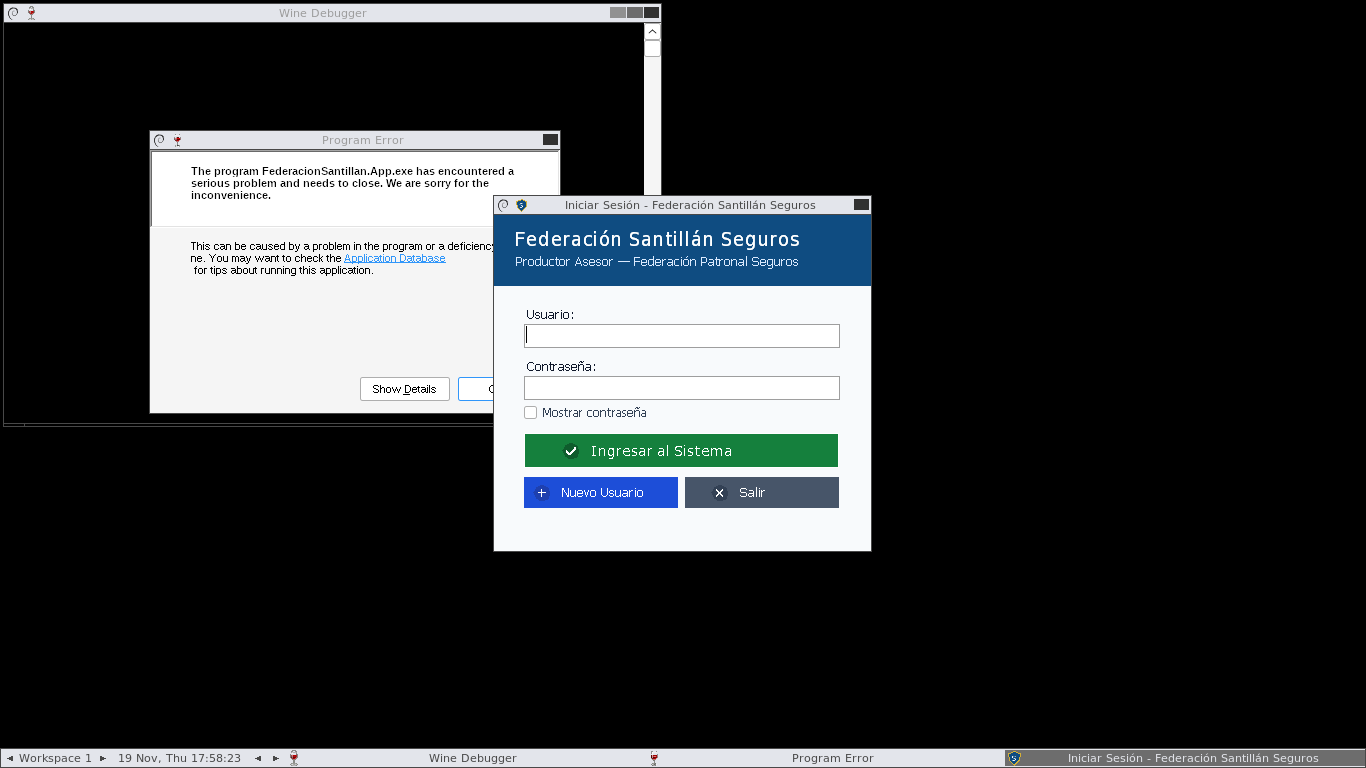 Wine Debugger
Program Error
The program FederacionSantillan.App.exe has encountered a
serious problem and needs to close. We are sorry for the
inconvenience.
This can be caused by a problem in the program or a deficiency
ne. You may want to check the Application Database
for tips about running this application.
Show Details
Iniciar Sesión - Federación Santillán Seguros
Federación Santillán Seguros
Productor Asesor — Federación Patronal Seguros
Usuario:
Contraseña:
Mostrar contraseña
Ingresar al Sistema
Nuevo Usuario
Salir
Workspace 1
19 Nov, Thu 17:58:23
Wine Debugger
Program Error
Iniciar Sesión - Federación Santillán Seguros